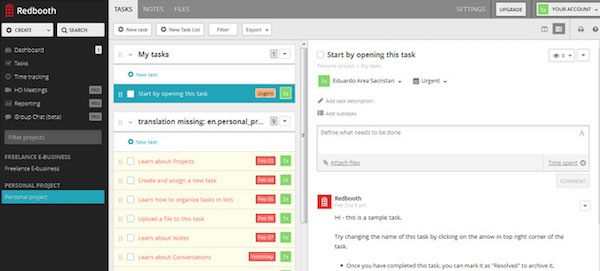 Redbooth
TASKS NOTES FILES
SETTINGS UPGRADE YOUR ACCOUNT
CREATE SEARCH
New task New Task List Filter Export
Dashboard
Tasks
Time tracking
HD Meetings PRO
Reporting PRO
Group Chat (beta) PRO
Filter projects
FREELANCE E-BUSINESS
Freelance E-business
PERSONAL PROJECT
Personal project
My tasks 1
New task
Start by opening this task Urgent Ea
translation missing: en.personal_pr... 9
New task
Learn about Projects Feb 03 Ea
Create and assign a new task Feb 04 Ea
Learn how to organize tasks in lists Feb 05 Ea
Upload a file to this task Feb 06 Ea
Learn about Notes Feb 07 Ea
Learn about Conversations Yesterday Ea
Start by opening this task
Personal project > My tasks
Eduardo Area Sacristan Urgent
Add task description
Add subtasks
Define what needs to be done A
Attach files Time spent
COMMENT
Redbooth
Feb 2nd 5 pm
Hi - this is a sample task.
Try changing the name of this task by clicking on the arrow in top right corner of the
task.
• Once you have completed this task, you can mark it as "Resolved" to archive it.